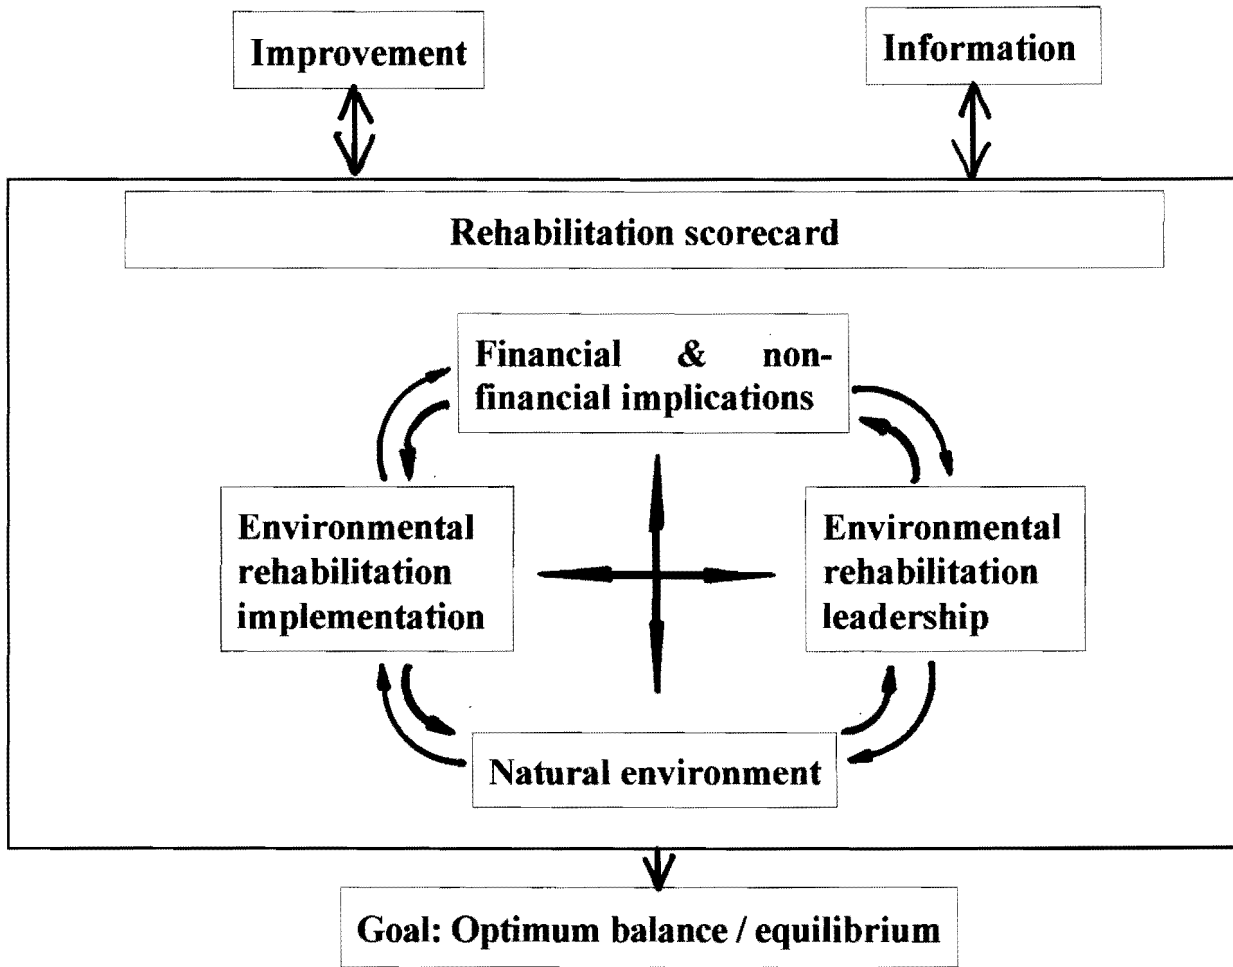 Improvement
Information
Rehabilitation scorecard
Financial & non-
financial implications
Environmental
rehabilitation
implementation
Environmental
rehabilitation
leadership
Natural environment
Goal: Optimum balance / equilibrium